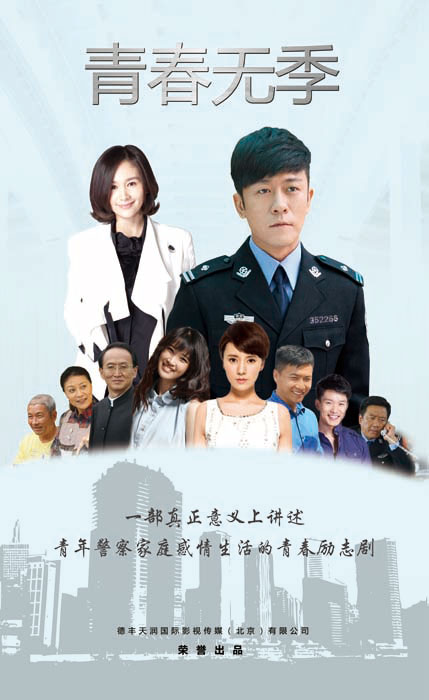 青春无季
352255
一部真正意义上讲述
青年警察家庭感情生活的青春励志剧
德丰天润国际影视传媒（北京）有限公司
荣誉出品